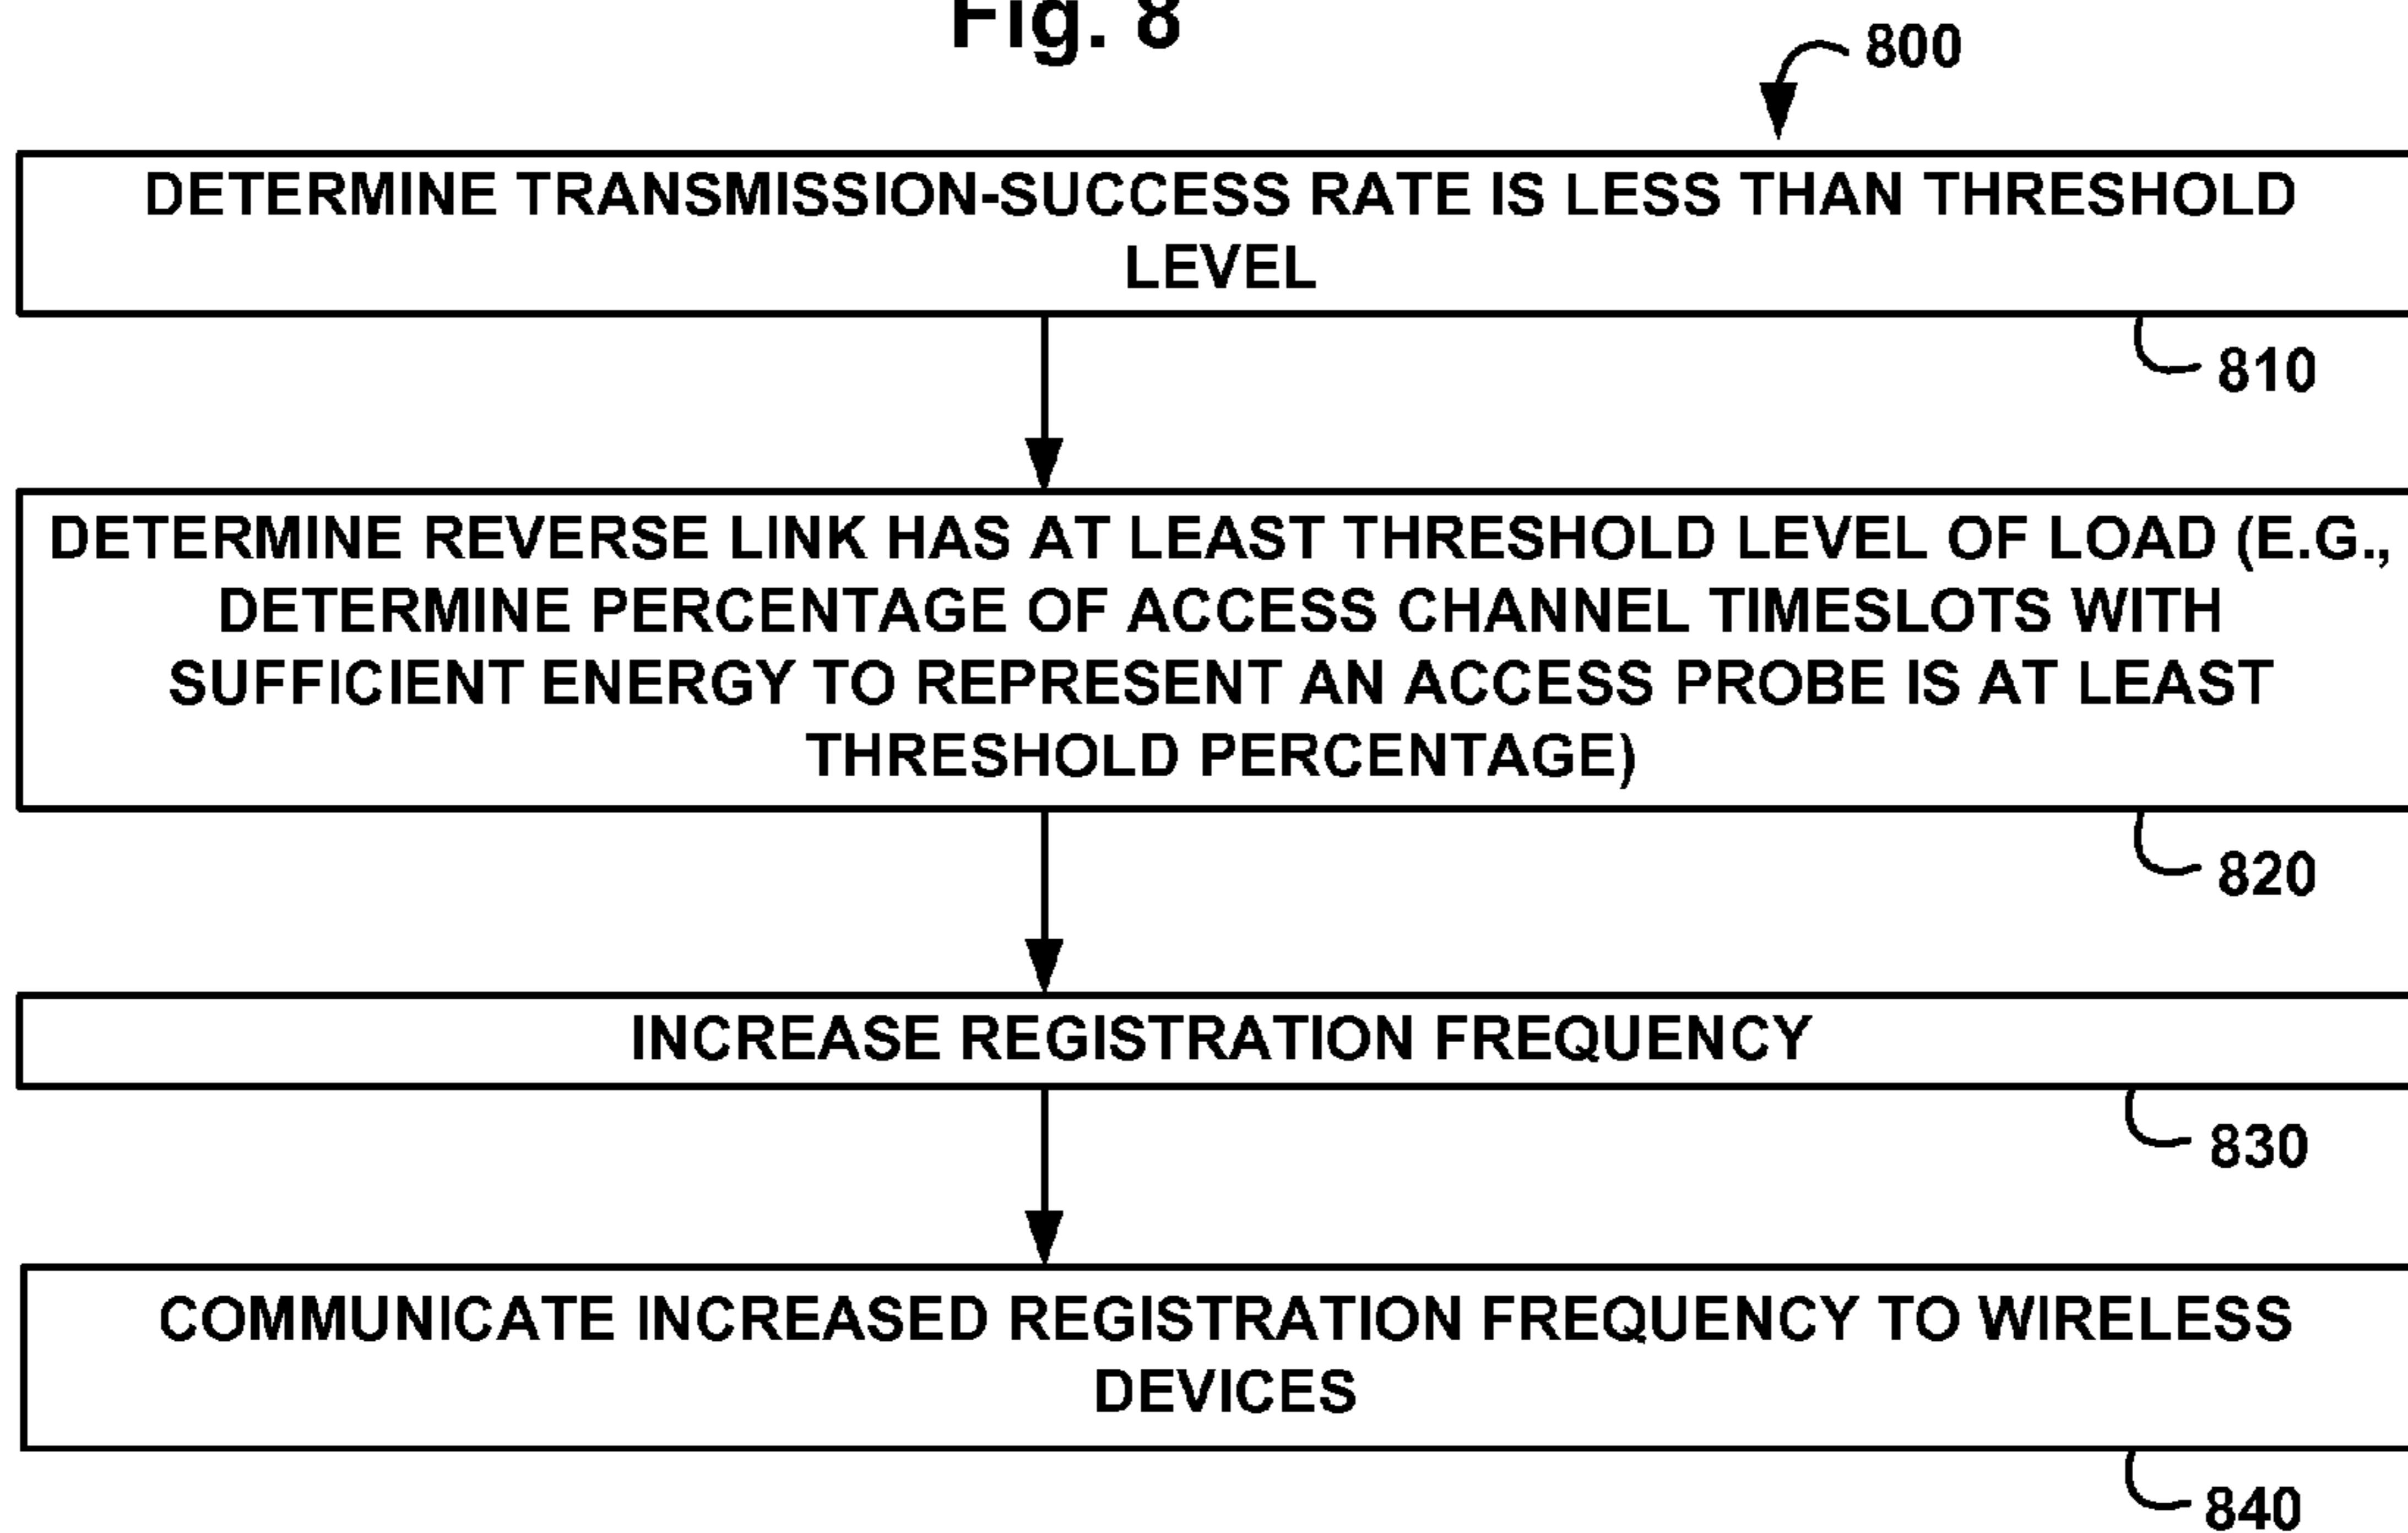 Fig. 8
800
DETERMINE TRANSMISSION-SUCCESS RATE IS LESS THAN THRESHOLD
LEVEL
810
DETERMINE REVERSE LINK HAS AT LEAST THRESHOLD LEVEL OF LOAD (E.G.,
DETERMINE PERCENTAGE OF ACCESS CHANNEL TIMESLOTS WITH
SUFFICIENT ENERGY TO REPRESENT AN ACCESS PROBE IS AT LEAST
THRESHOLD PERCENTAGE)
820
INCREASE REGISTRATION FREQUENCY
830
COMMUNICATE INCREASED REGISTRATION FREQUENCY TO WIRELESS
DEVICES
840